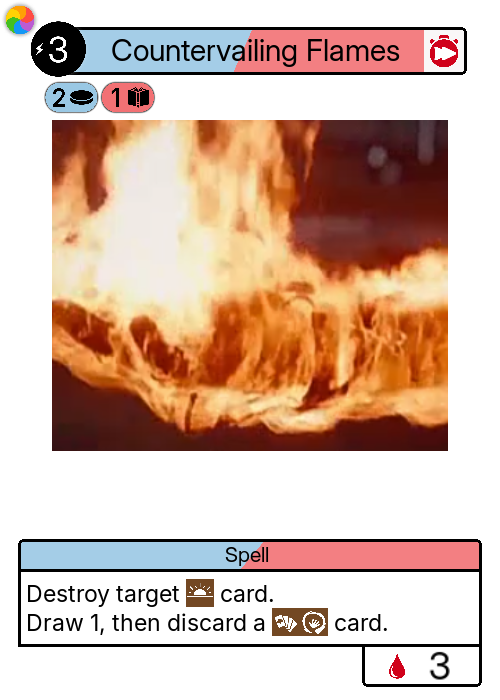 3
Countervailing Flames
2
1
Spell
Destroy target card.
Draw 1, then discard a card.
3